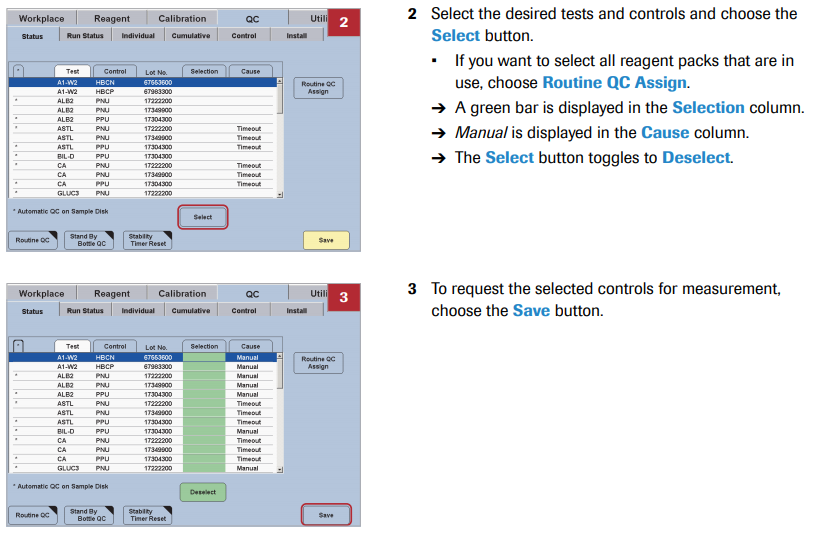 Workplace Reagent Calibration QC Utili 2
Status Run Status Individual Cumulative Control Install
* Test Control Lot No. Selection Cause
A1-W2 HBCN 67553600
A1-W2 HBCP 67993300
* ALB2 PNU 17222200
* ALB2 PNU 17349900
* ALB2 PPU 17304300
* ASTL PNU 17222200 Timeout
* ASTL PNU 17349900 Timeout
* ASTL PPU 17304300 Timeout
* BIL-D PPU 17304300
* CA PNU 17222200 Timeout
* CA PNU 17349900 Timeout
* CA PPU 17304300 Timeout
* GLUC3 PNU 17222200
Routine QC
Assign
* Automatic QC on Sample Disk
Select
Routine QC
Stand By
Bottle QC
Stability
Timer Reset
Save
2 Select the desired tests and controls and choose the
Select button.
• If you want to select all reagent packs that are in
use, choose Routine QC Assign.
→ A green bar is displayed in the Selection column.
→ Manual is displayed in the Cause column.
→ The Select button toggles to Deselect.
Workplace Reagent Calibration QC Utili 3
Status Run Status Individual Cumulative Control Install
* Test Control Lot No. Selection Cause
A1-W2 HBCN 67553600 Manual
A1-W2 HBCP 67993300 Manual
* ALB2 PNU 17222200 Manual
* ALB2 PNU 17349900 Manual
* ALB2 PPU 17304300 Manual
* ASTL PNU 17222200 Timeout
* ASTL PNU 17349900 Timeout
* ASTL PPU 17304300 Timeout
* BIL-D PPU 17304300 Manual
* CA PNU 17222200 Timeout
* CA PNU 17349900 Timeout
* CA PPU 17304300 Timeout
* GLUC3 PNU 17222200 Manual
Routine QC
Assign
* Automatic QC on Sample Disk
Deselect
Routine QC
Stand By
Bottle QC
Stability
Timer Reset
Save
3 To request the selected controls for measurement,
choose the Save button.